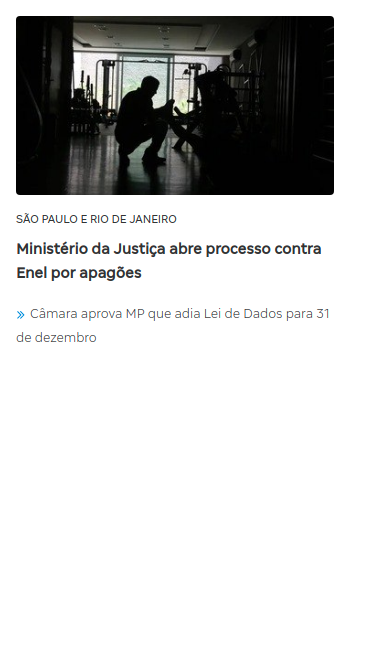 SÃO PAULO E RIO DE JANEIRO
Ministério da Justiça abre processo contra
Enel por apagões
» Câmara aprova MP que adia Lei de Dados para 31
de dezembro